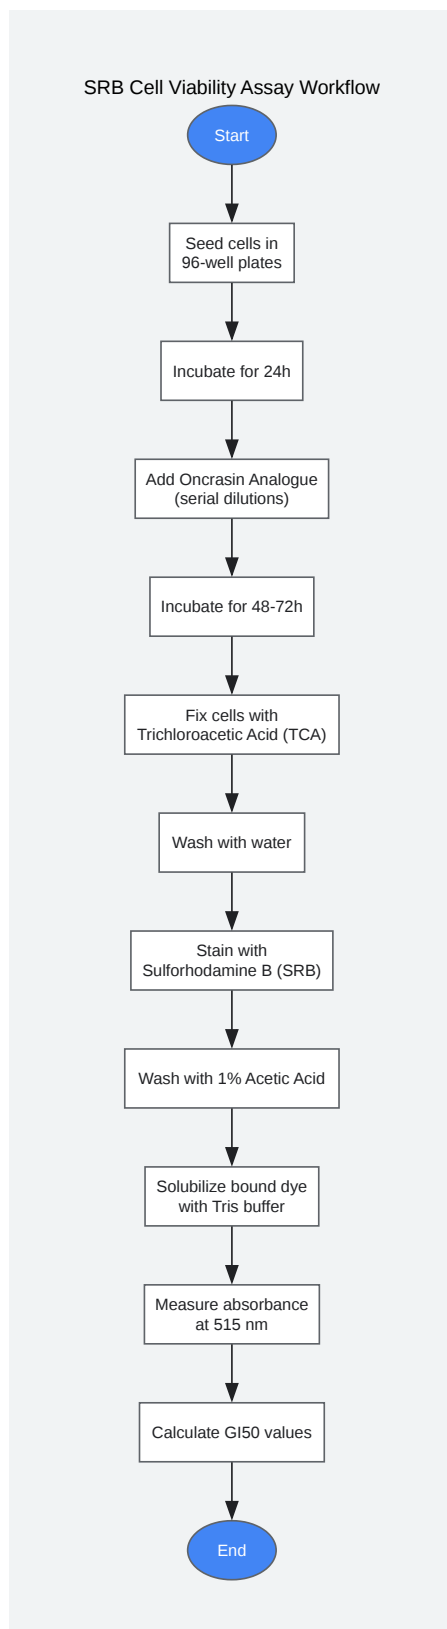 SRB Cell Viability Assay Workflow
Start
Seed cells in
96-well plates
Incubate for 24h
Add Oncrasin Analogue
(serial dilutions)
Incubate for 48-72h
Fix cells with
Trichloroacetic Acid (TCA)
Wash with water
Stain with
Sulforhodamine B (SRB)
Wash with 1% Acetic Acid
Solubilize bound dye
with Tris buffer
Measure absorbance
at 515 nm
Calculate GI50 values
End